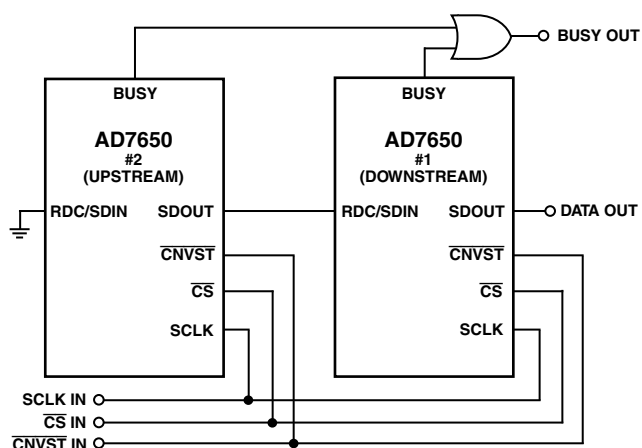 BUSY OUT
BUSY
BUSY
AD7650
#2
(UPSTREAM)
AD7650
#1
(DOWNSTREAM)
RDC/SDIN
SDOUT
RDC/SDIN
SDOUT
DATA OUT
CNVST
CNVST
CS
CS
SCLK
SCLK
SCLK IN
CS IN
CNVST IN